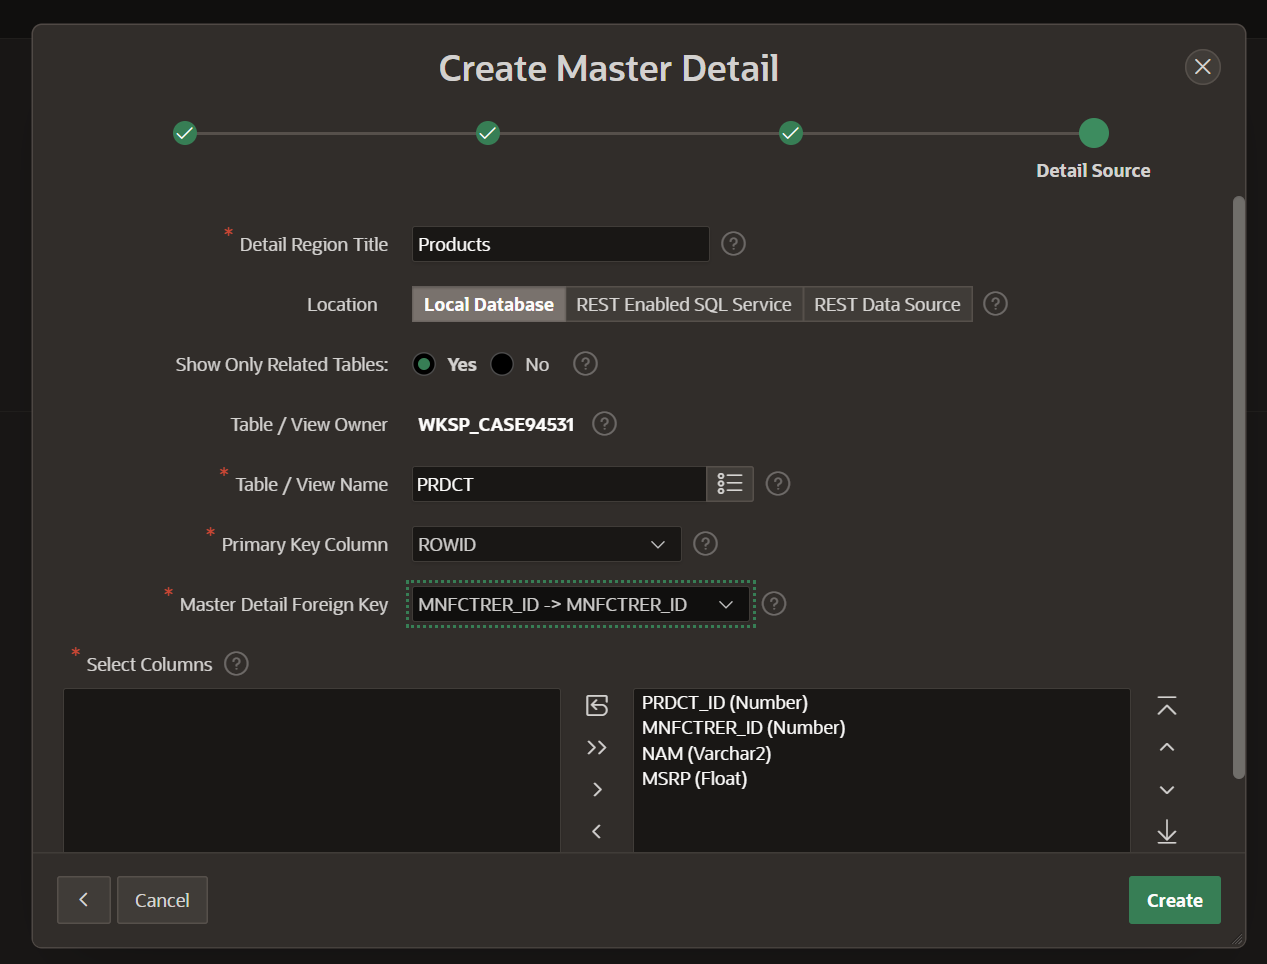 Create Master Detail
Detail Source
* Detail Region Title Products ?
Location Local Database REST Enabled SQL Service REST Data Source ?
Show Only Related Tables: Yes No ?
Table / View Owner WKSP_CASE94531 ?
* Table / View Name PRDCT ?
* Primary Key Column ROWID ?
* Master Detail Foreign Key MNFCTRER_ID -> MNFCTRER_ID ?
* Select Columns ?
PRDCT_ID (Number)
MNFCTRER_ID (Number)
NAM (Varchar2)
MSRP (Float)
Cancel Create